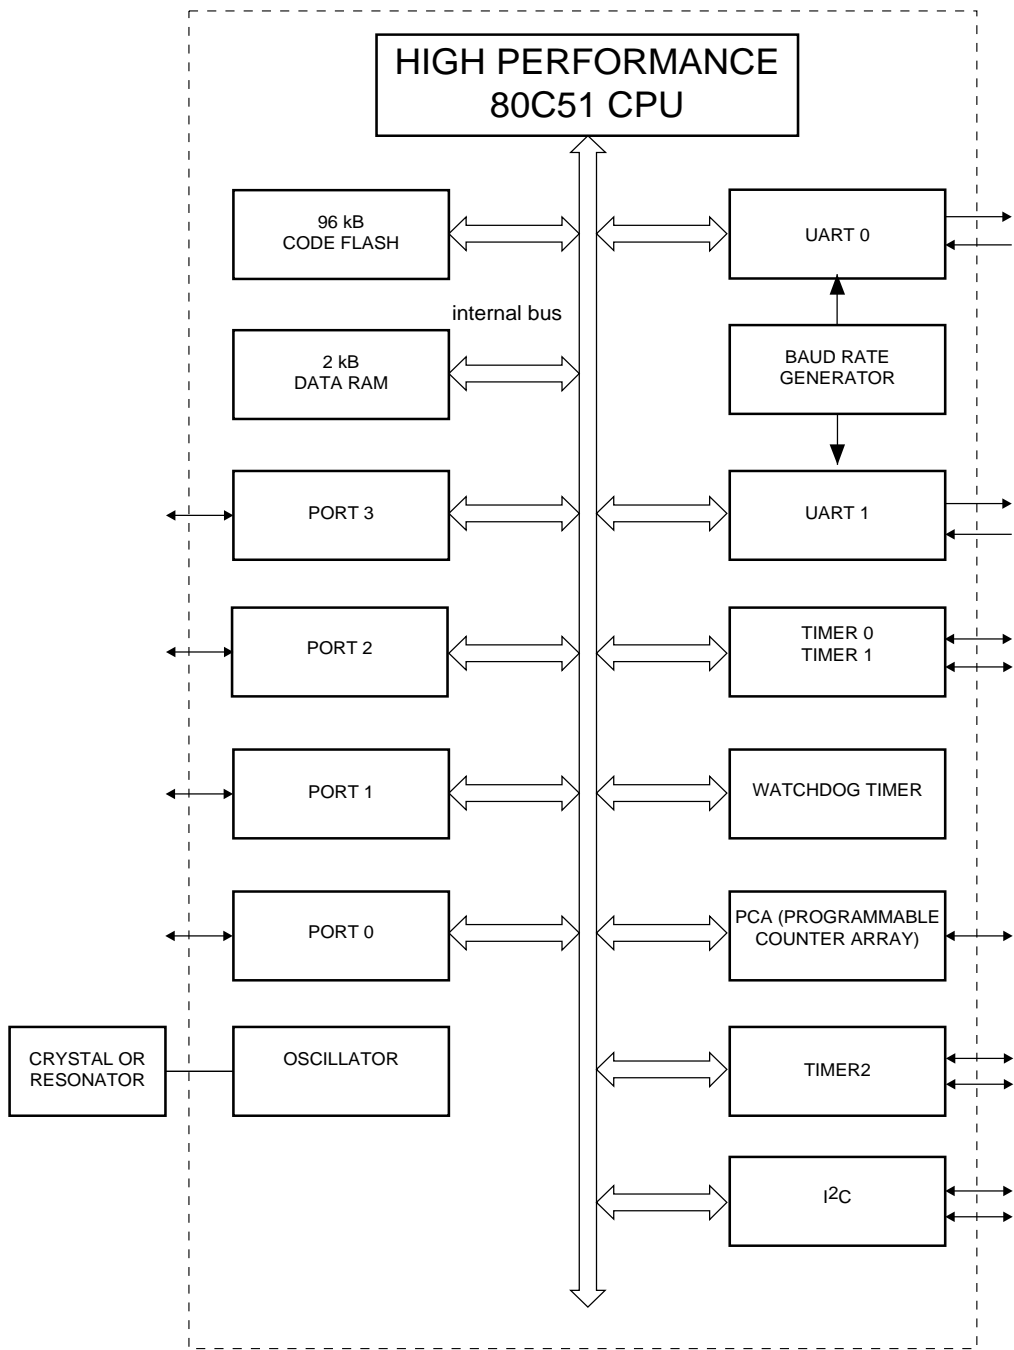 HIGH PERFORMANCE
80C51 CPU
96 kB
CODE FLASH
UART 0
internal bus
2 kB
DATA RAM
BAUD RATE
GENERATOR
PORT 3
UART 1
PORT 2
TIMER 0
TIMER 1
PORT 1
WATCHDOG TIMER
PORT 0
PCA (PROGRAMMABLE
COUNTER ARRAY)
CRYSTAL OR
RESONATOR
OSCILLATOR
TIMER2
I²C